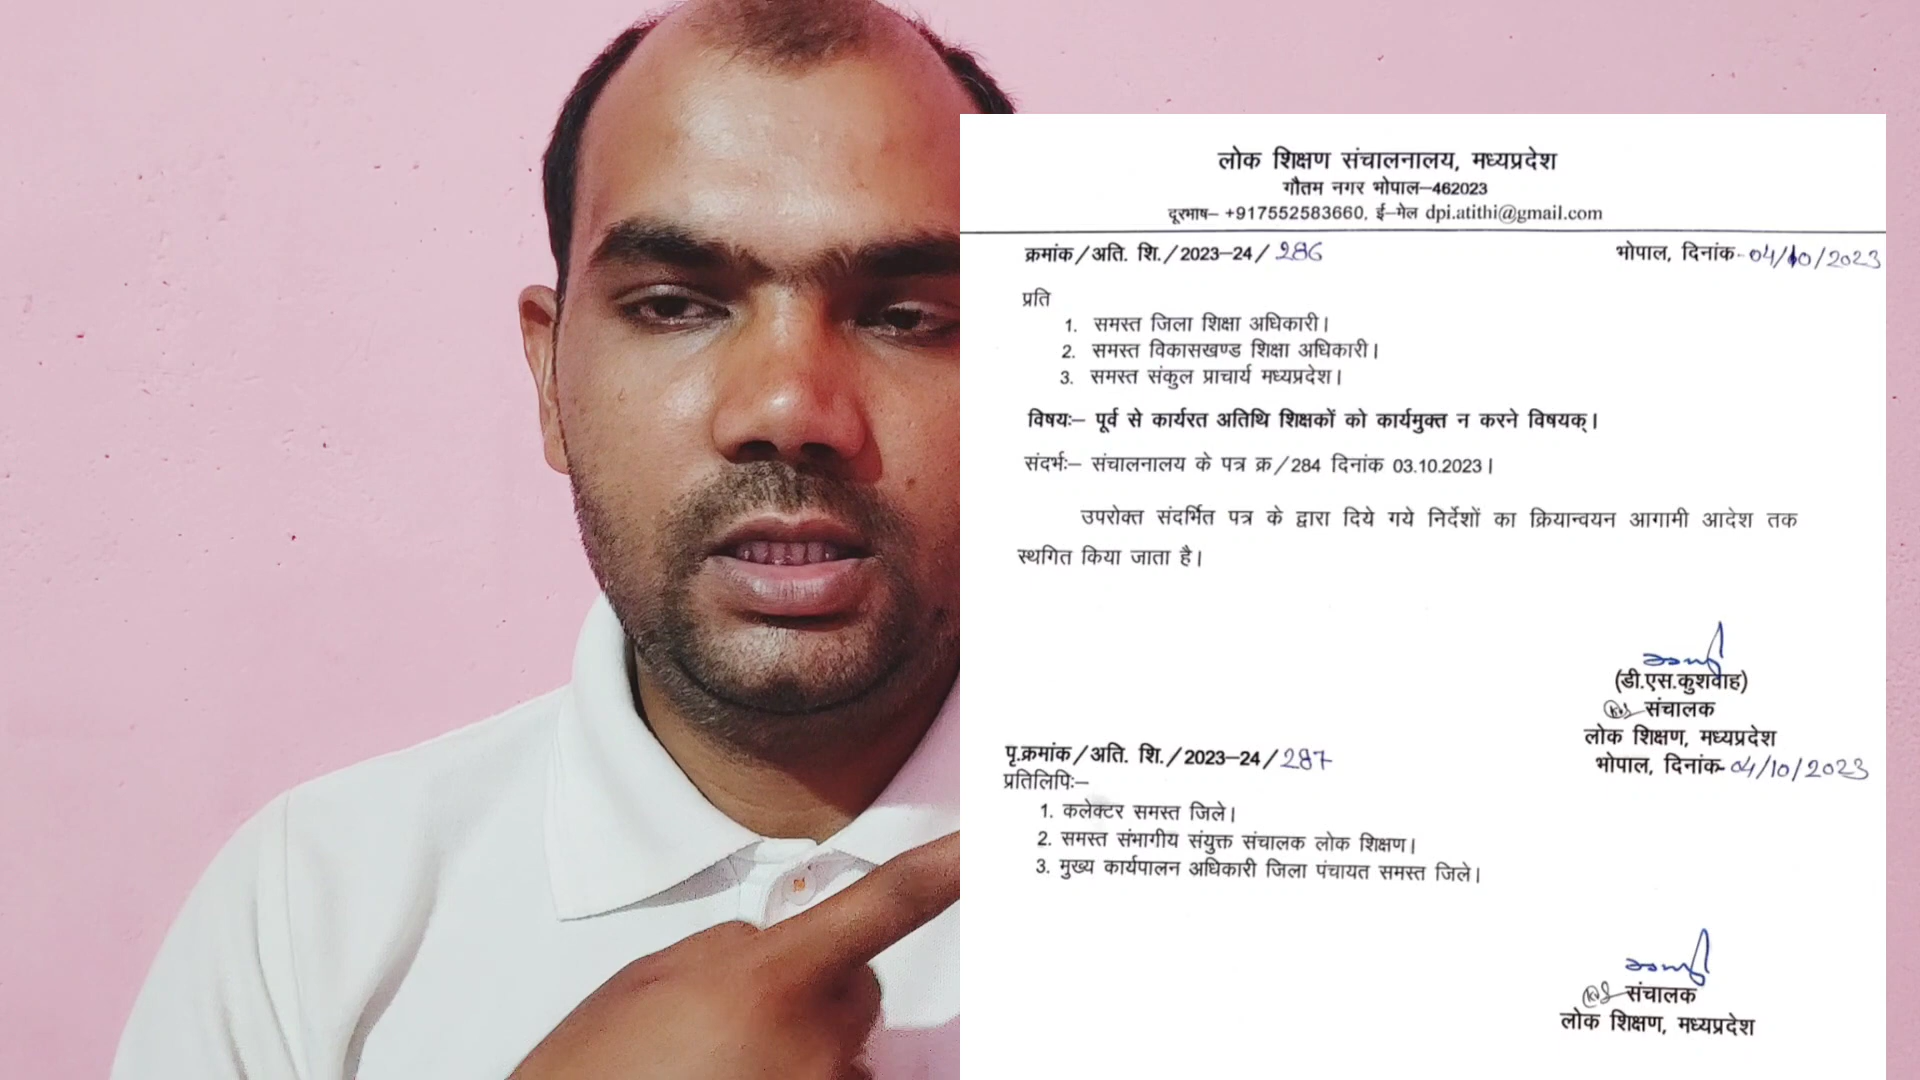 लोक शिक्षण संचालनालय, मध्यप्रदेश
गौतम नगर भोपाल–462023
दूरभाष– +917552583660, ई–मेल dpi.atithi@gmail.com
क्रमांक/अति. शि./2023–24/286 भोपाल, दिनांक- 04/10/2023
प्रति
1. समस्त जिला शिक्षा अधिकारी।
2. समस्त विकासखण्ड शिक्षा अधिकारी।
3. समस्त संकुल प्राचार्य मध्यप्रदेश।
विषयः– पूर्व से कार्यरत अतिथि शिक्षकों को कार्यमुक्त न करने विषयक्।
संदर्भः– संचालनालय के पत्र क्र/284 दिनांक 03.10.2023।
उपरोक्त संदर्भित पत्र के द्वारा दिये गये निर्देशों का क्रियान्वयन आगामी आदेश तक
स्थगित किया जाता है।
(डी.एस.कुशवाह)
संचालक
लोक शिक्षण, मध्यप्रदेश
भोपाल, दिनांक- 04/10/2023
पृ.क्रमांक/अति. शि./2023–24/287
प्रतिलिपिः–
1. कलेक्टर समस्त जिले।
2. समस्त संभागीय संयुक्त संचालक लोक शिक्षण।
3. मुख्य कार्यपालन अधिकारी जिला पंचायत समस्त जिले।
संचालक
लोक शिक्षण, मध्यप्रदेश